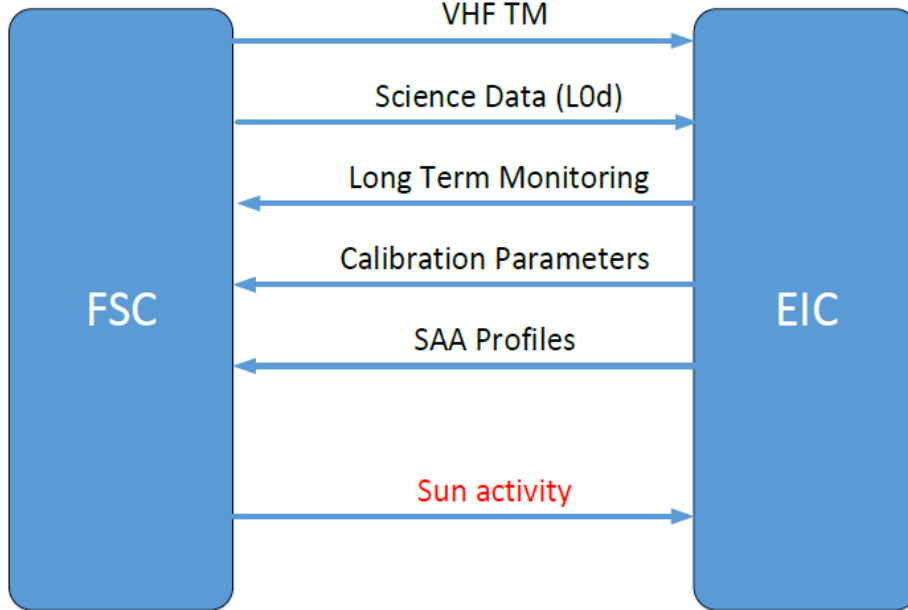 VHF TM
Science Data (L0d)
Long Term Monitoring
Calibration Parameters
FSC
EIC
SAA Profiles
Sun activity